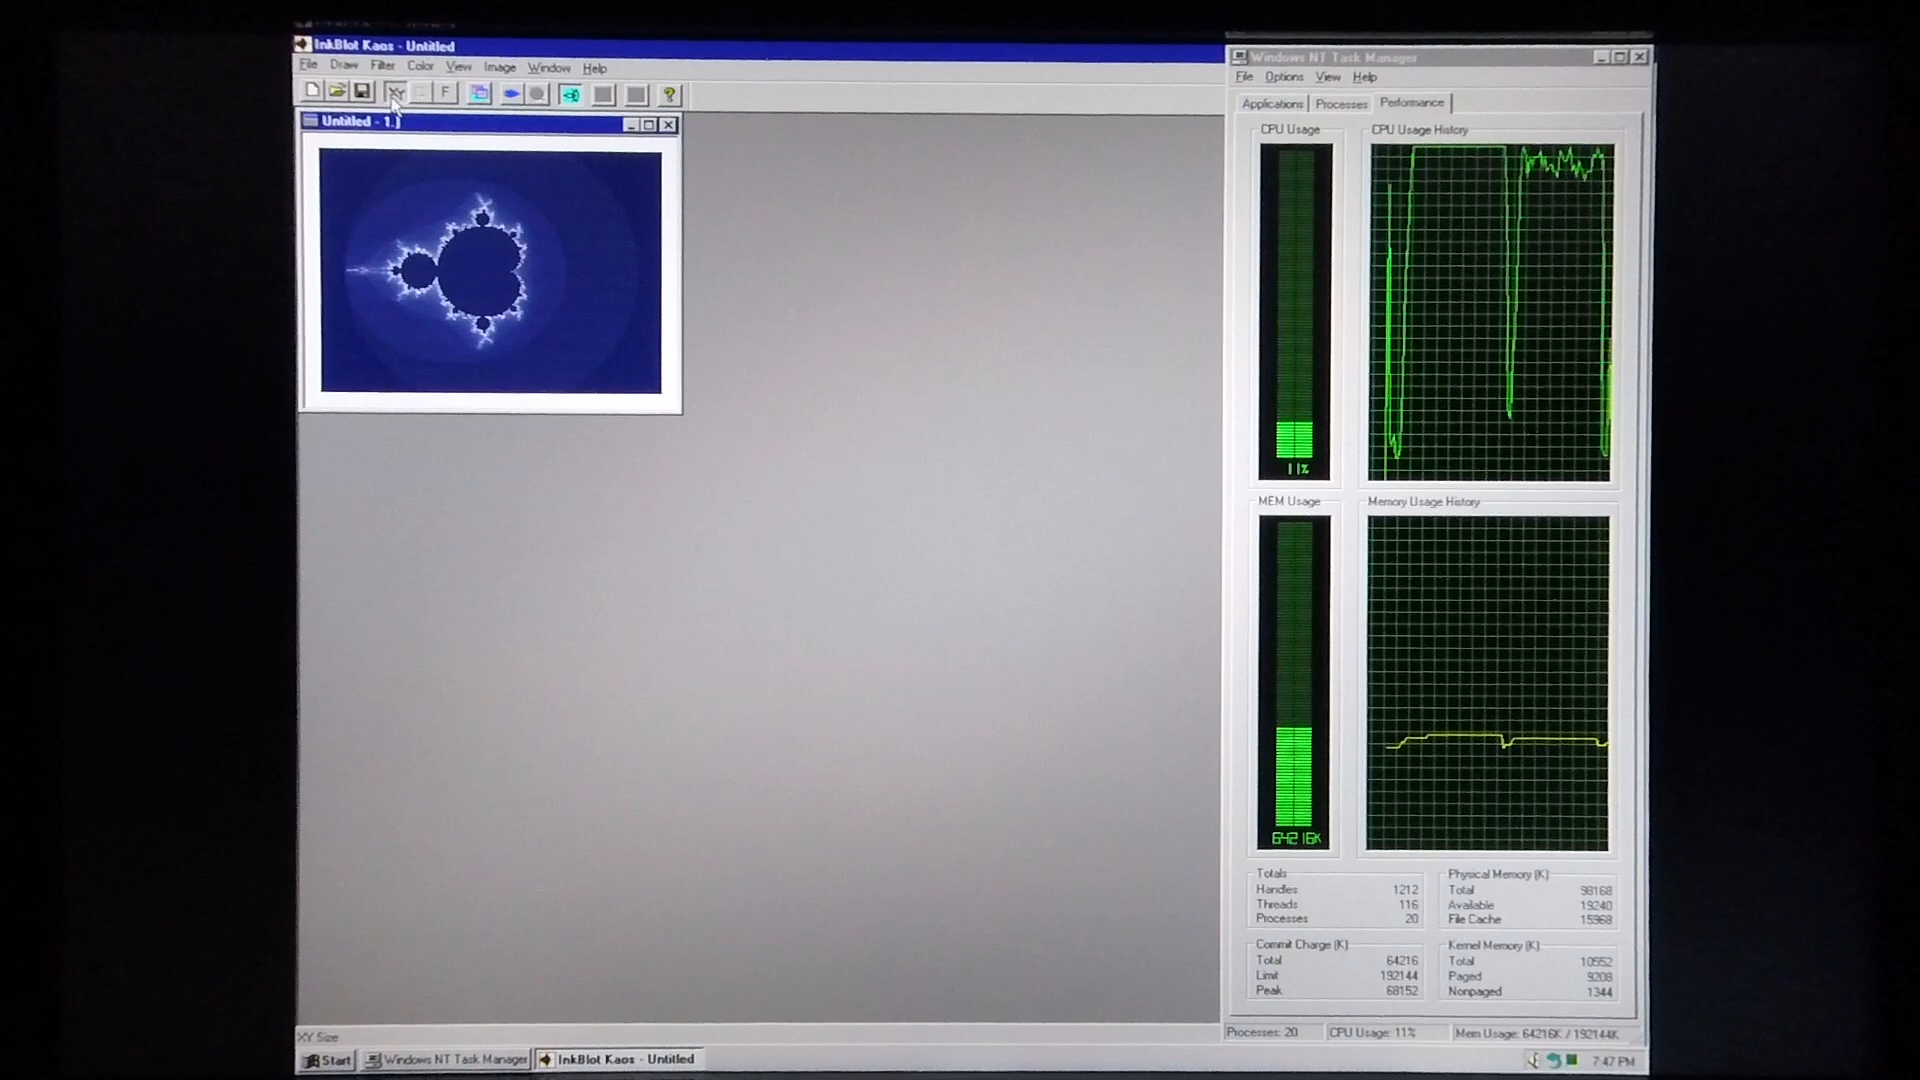 InkBlot Kaos - Untitled
File Draw Filter Color View Image Window Help
XY F ?
Untitled - 1:1
Windows NT Task Manager
File Options View Help
Applications Processes Performance
CPU Usage
CPU Usage History
11%
MEM Usage
Memory Usage History
64216K
Totals
Handles 1212
Threads 116
Processes 20
Physical Memory (K)
Total 98168
Available 19240
File Cache 15968
Commit Charge (K)
Total 64216
Limit 192144
Peak 68152
Kernel Memory (K)
Total 10552
Paged 9208
Nonpaged 1344
Processes: 20 CPU Usage: 11% Mem Usage: 64216K / 192144K
XY Size
Start Windows NT Task Manager InkBlot Kaos - Untitled 7:47 PM